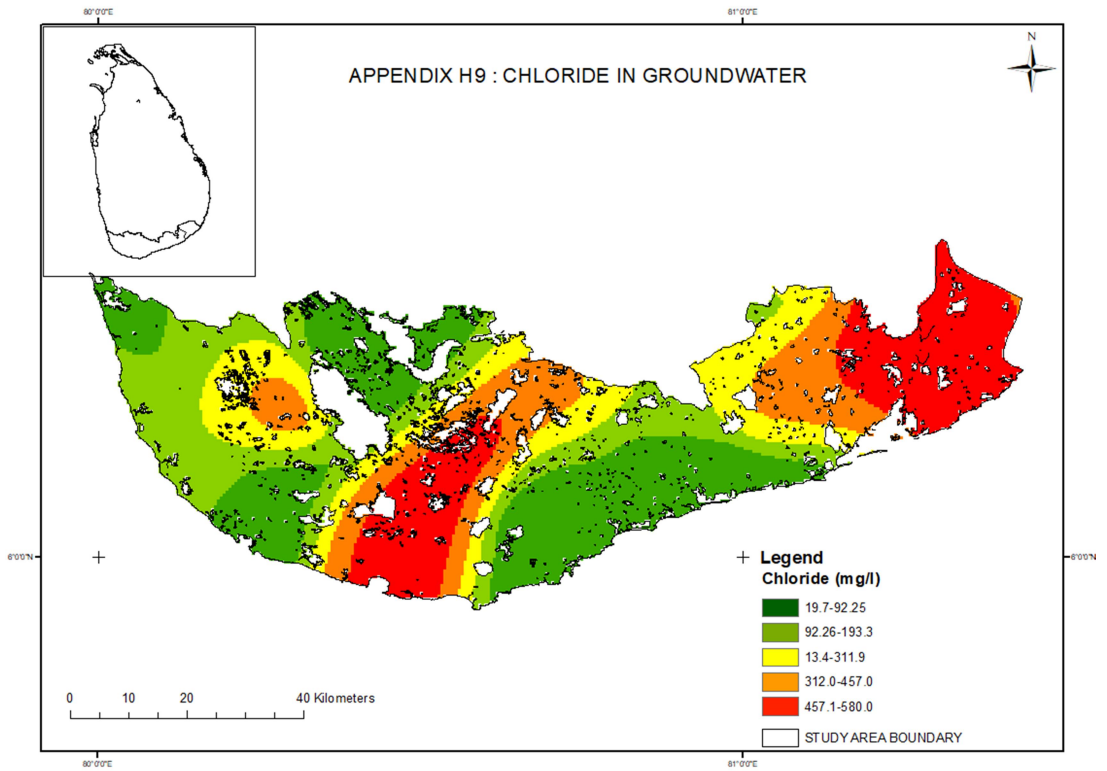 80°0'0"E
81°0'0"E
N
APPENDIX H9 : CHLORIDE IN GROUNDWATER
6°0'0"N
6°0'0"N
Legend
Chloride (mg/l)
19.7-92.25
92.26-193.3
13.4-311.9
312.0-457.0
457.1-580.0
STUDY AREA BOUNDARY
0 10 20 40 Kilometers
80°0'0"E
81°0'0"E